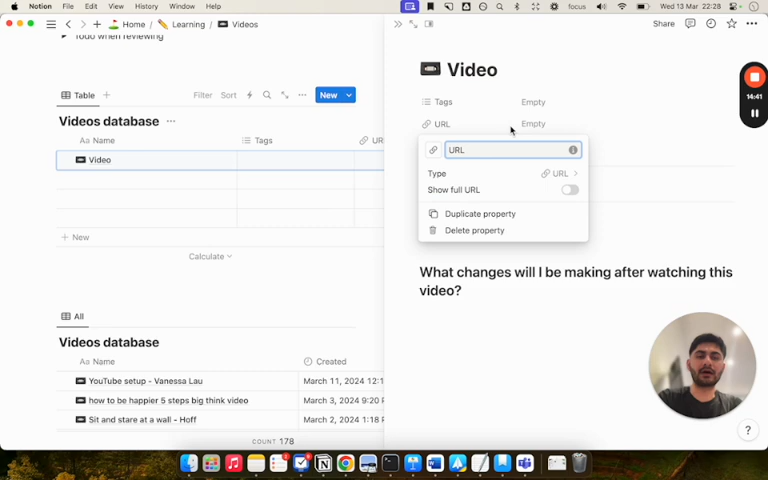 Notion File Edit View History Window Help
focus Wed 13 Mar 22:28
Home / Learning / Videos
Share
Todo when reviewing
Table
Filter Sort New
Videos database
Aa Name Tags UR
Video
+ New
Calculate
All
Videos database
Aa Name Created
YouTube setup - Vanessa Lau March 11, 2024 12:1
how to be happier 5 steps big think video March 3, 2024 9:20 P
Sit and stare at a wall - Hoff March 2, 2024 1:18 P
COUNT 178
Video
Tags Empty
URL Empty
URL
Type URL
Show full URL
Duplicate property
Delete property
What changes will I be making after watching this
video?
14:41
?